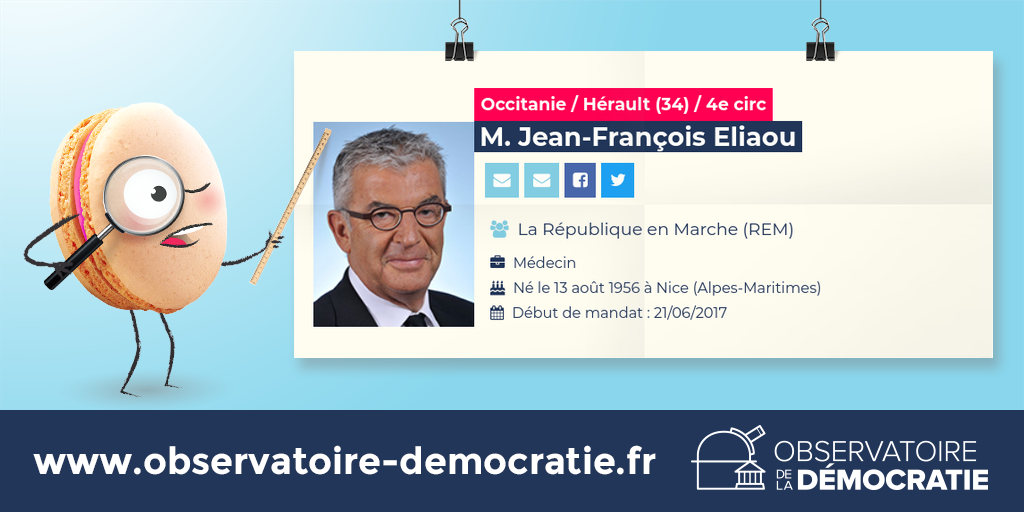 Occitanie / Hérault (34) / 4e circ
M. Jean-François Eliaou
La République en Marche (REM)
Médecin
Né le 13 août 1956 à Nice (Alpes-Maritimes)
Début de mandat : 21/06/2017
www.observatoire-democratie.fr
OBSERVATOIRE
DE LA DÉMOCRATIE